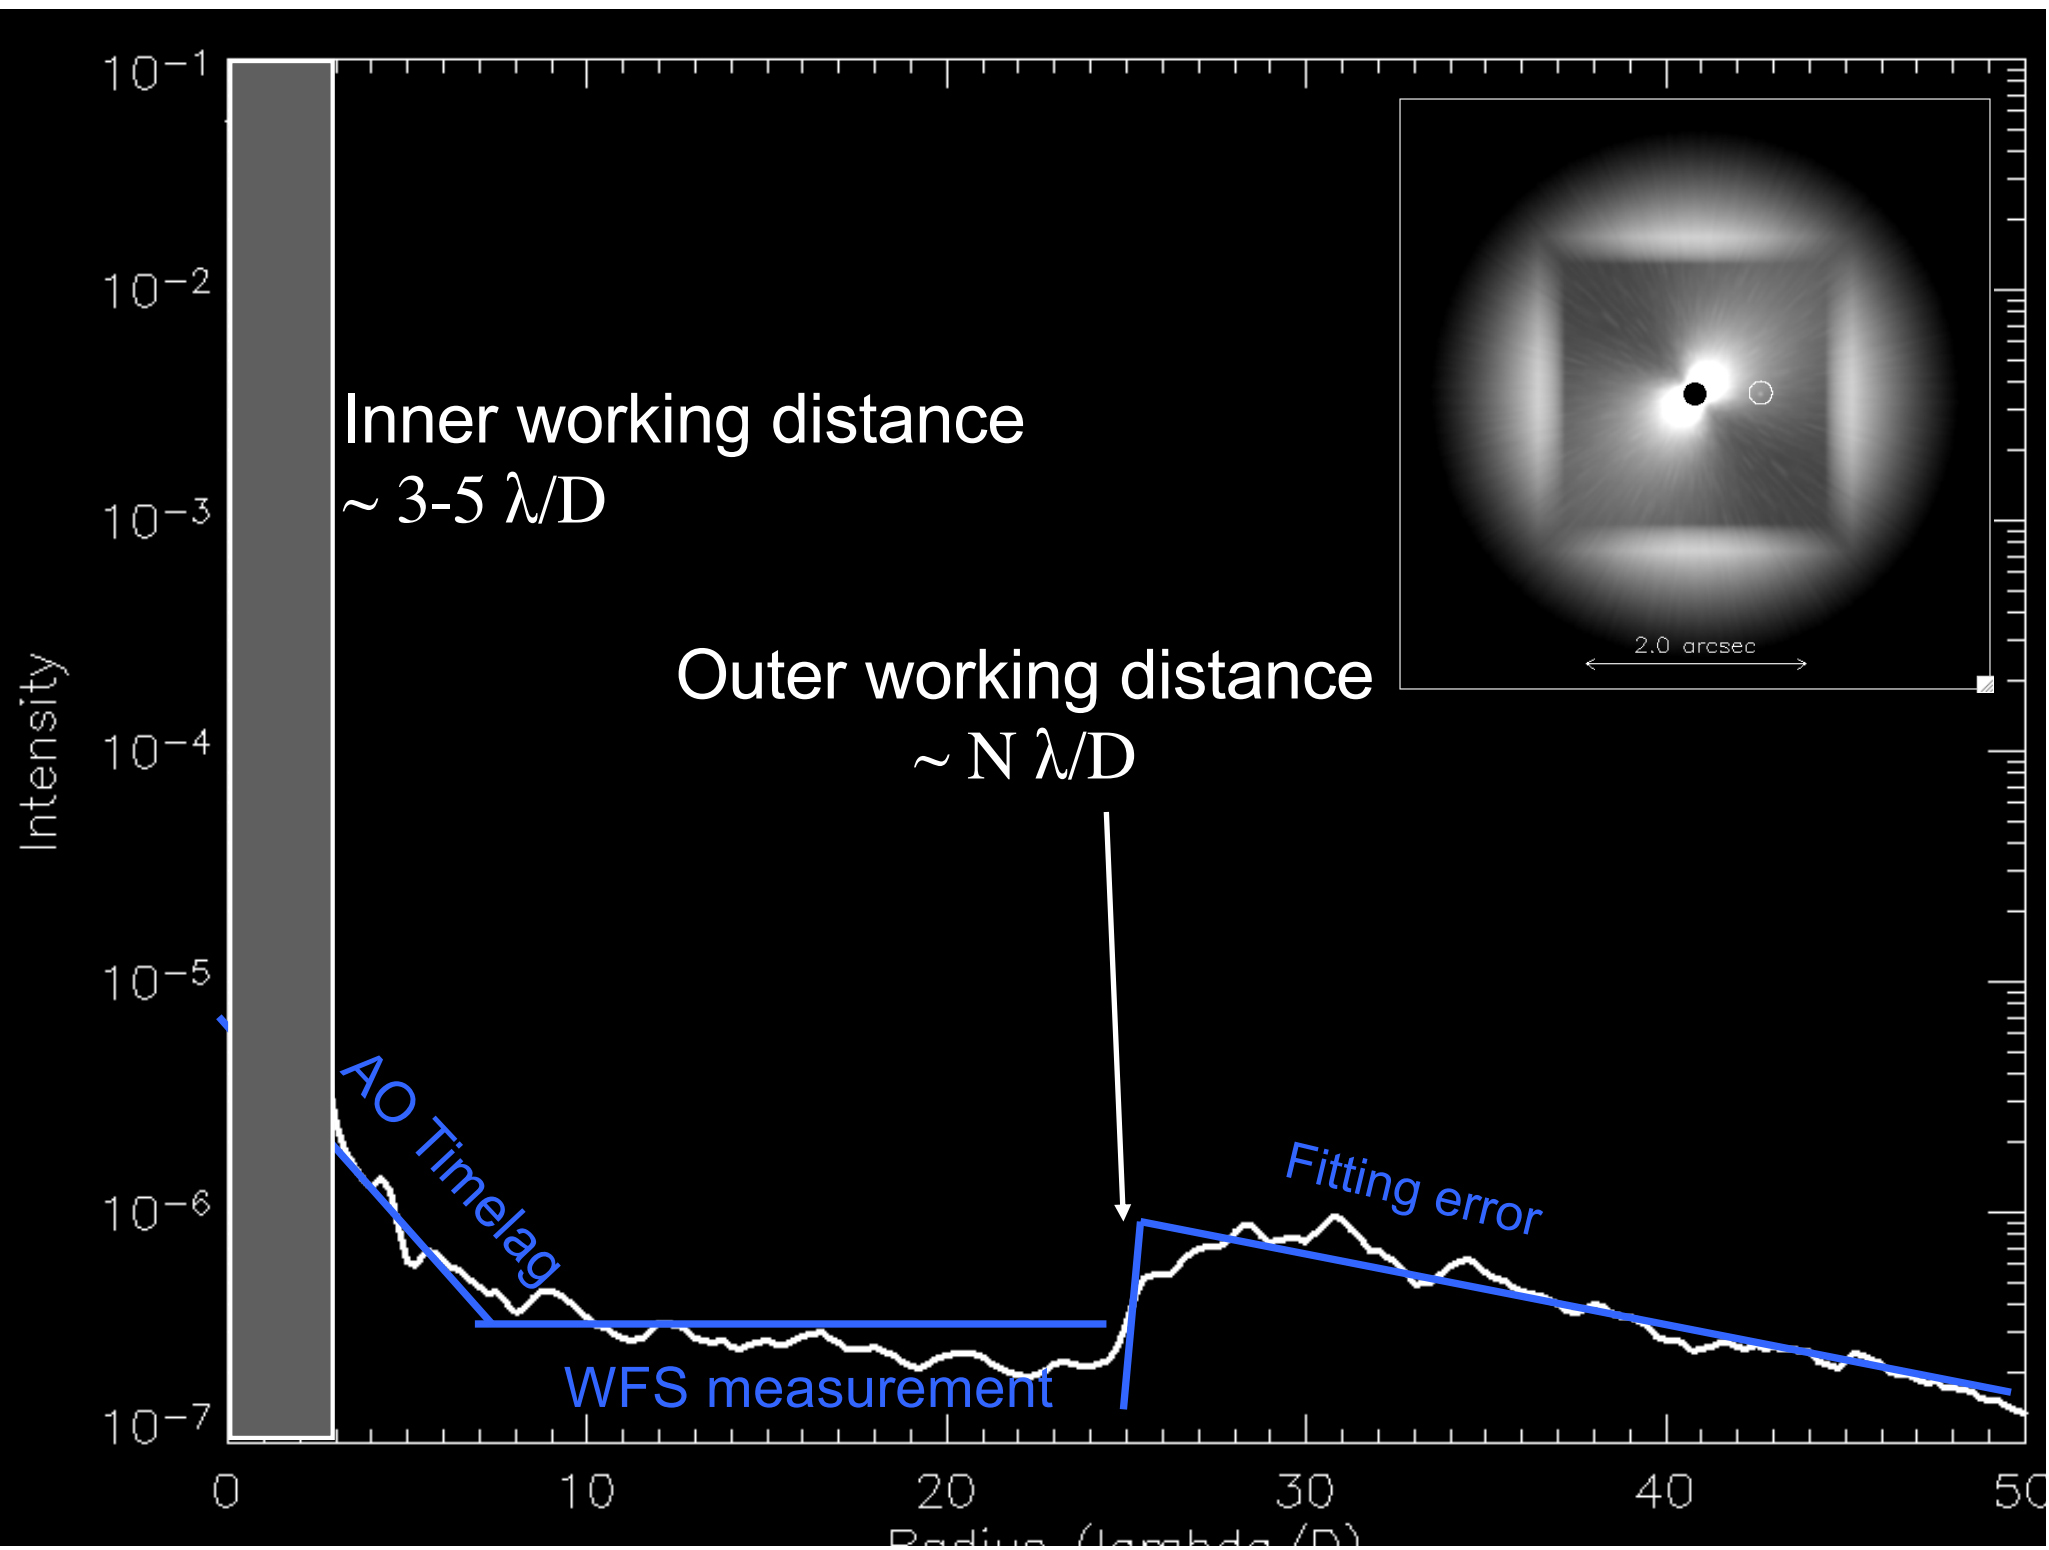 10−1
10−2
10−3
10−4
10−5
10−6
10−7
Intensity
Inner working distance
~ 3-5 λ/D
Outer working distance
~ N λ/D
2.0 arcsec
AO Timelag
WFS measurement
Fitting error
0 10 20 30 40 50
Radius (lambda/D)